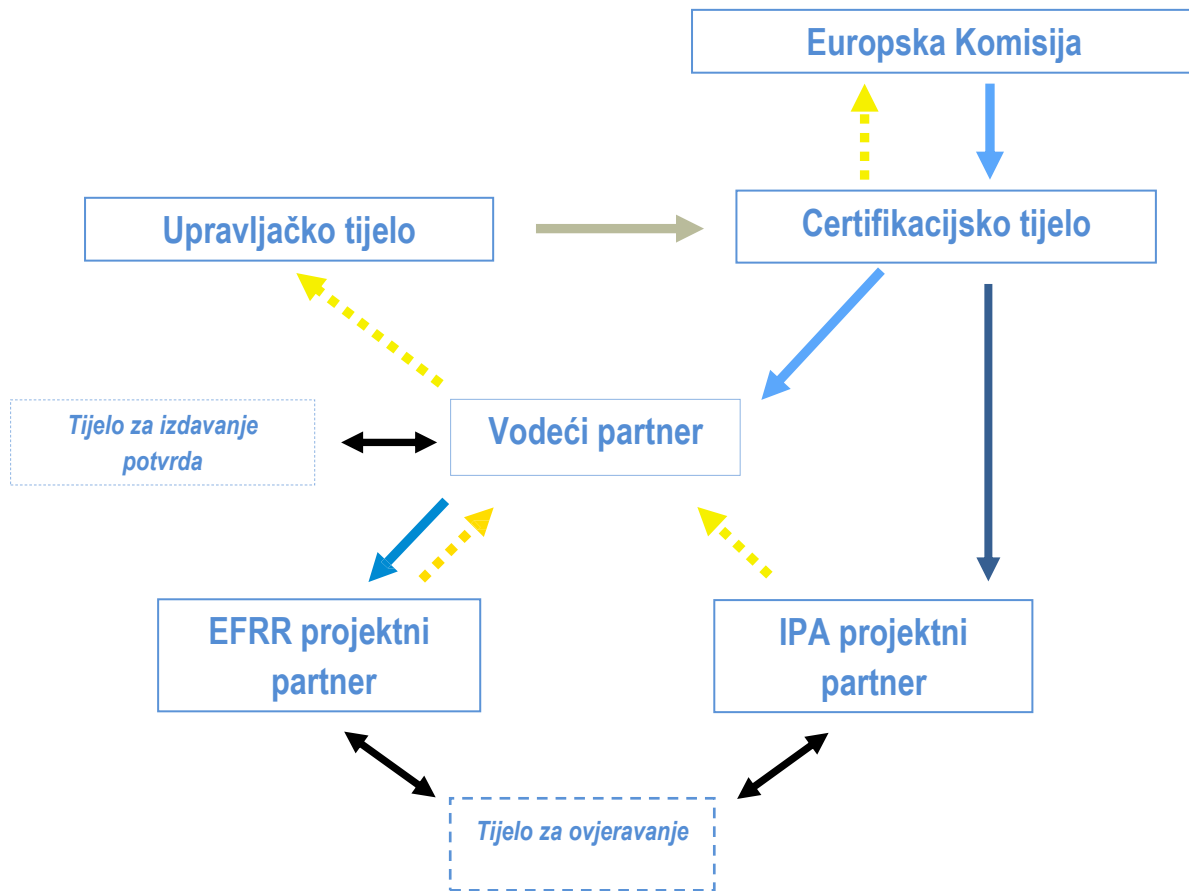 Europska Komisija
Upravljačko tijelo
Certifikacijsko tijelo
Tijelo za izdavanje
potvrda
Vodeći partner
EFRR projektni
partner
IPA projektni
partner
Tijelo za ovjeravanje